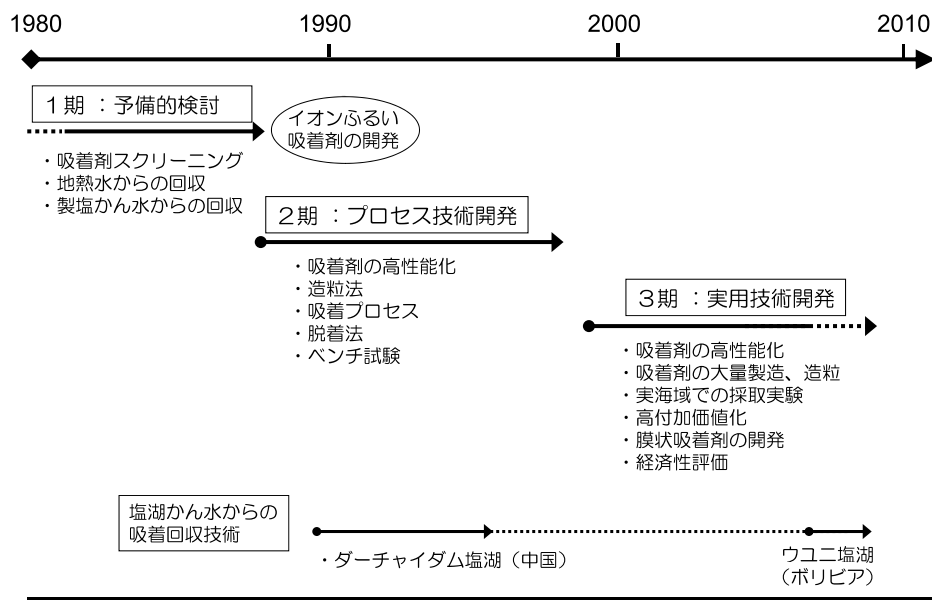 1980 1990 2000 2010
1期 :予備的検討
イオンふるい
吸着剤の開発
・吸着剤スクリーニング
・地熱水からの回収
・製塩かん水からの回収
2期 :プロセス技術開発
・吸着剤の高性能化
・造粒法
・吸着プロセス
・脱着法
・ベンチ試験
3期 :実用技術開発
・吸着剤の高性能化
・吸着剤の大量製造、造粒
・実海域での採取実験
・高付加価値化
・膜状吸着剤の開発
・経済性評価
塩湖かん水からの
吸着回収技術
・ダーチャイダム塩湖(中国)
ウユニ塩湖
(ボリビア)